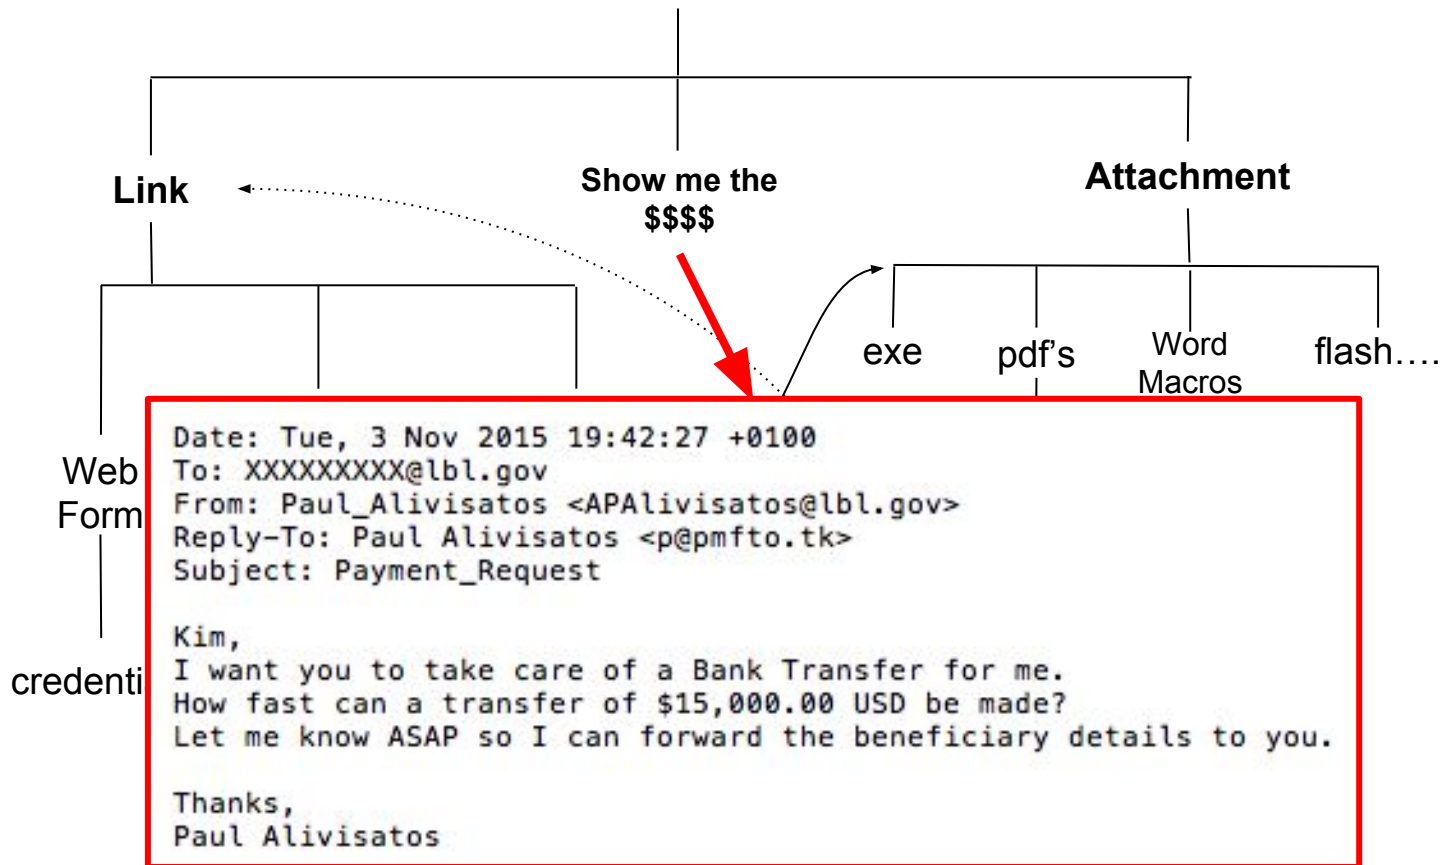 Link
Show me the
$$$$
Attachment
exe
pdf's
Word
Macros
flash....
Web
Form
credenti
Date: Tue, 3 Nov 2015 19:42:27 +0100
To: XXXXXXXXX@lbl.gov
From: Paul_Alivisatos <APAlivisatos@lbl.gov>
Reply-To: Paul Alivisatos <p@pmfto.tk>
Subject: Payment_Request
Kim,
I want you to take care of a Bank Transfer for me.
How fast can a transfer of $15,000.00 USD be made?
Let me know ASAP so I can forward the beneficiary details to you.
Thanks,
Paul Alivisatos